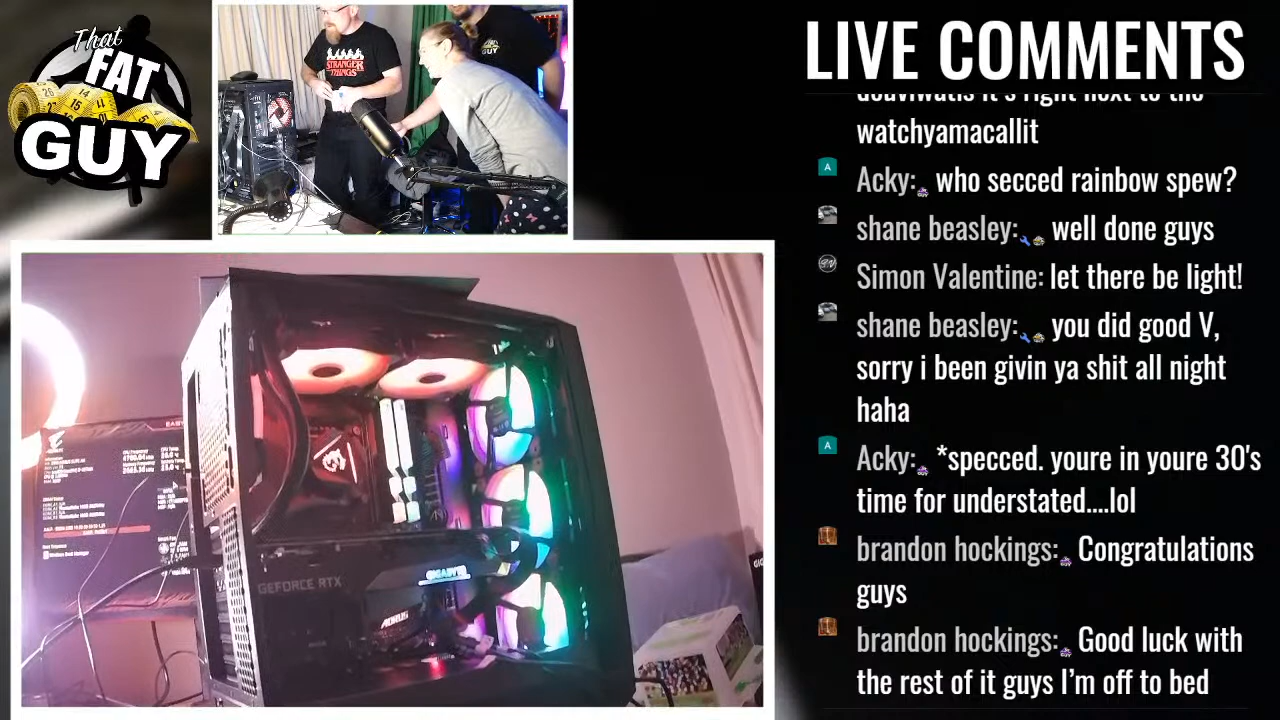 That
FAT
GUY
STRANGER
THINGS
GUY
GEFORCE RTX
GIGABYTE
AORUS
LIVE COMMENTS
watchyamacallit
Acky: who secced rainbow spew?
shane beasley: well done guys
Simon Valentine: let there be light!
shane beasley: you did good V,
sorry i been givin ya shit all night
haha
Acky: *specced. youre in youre 30's
time for understated....lol
brandon hockings: Congratulations
guys
brandon hockings: Good luck with
the rest of it guys I'm off to bed